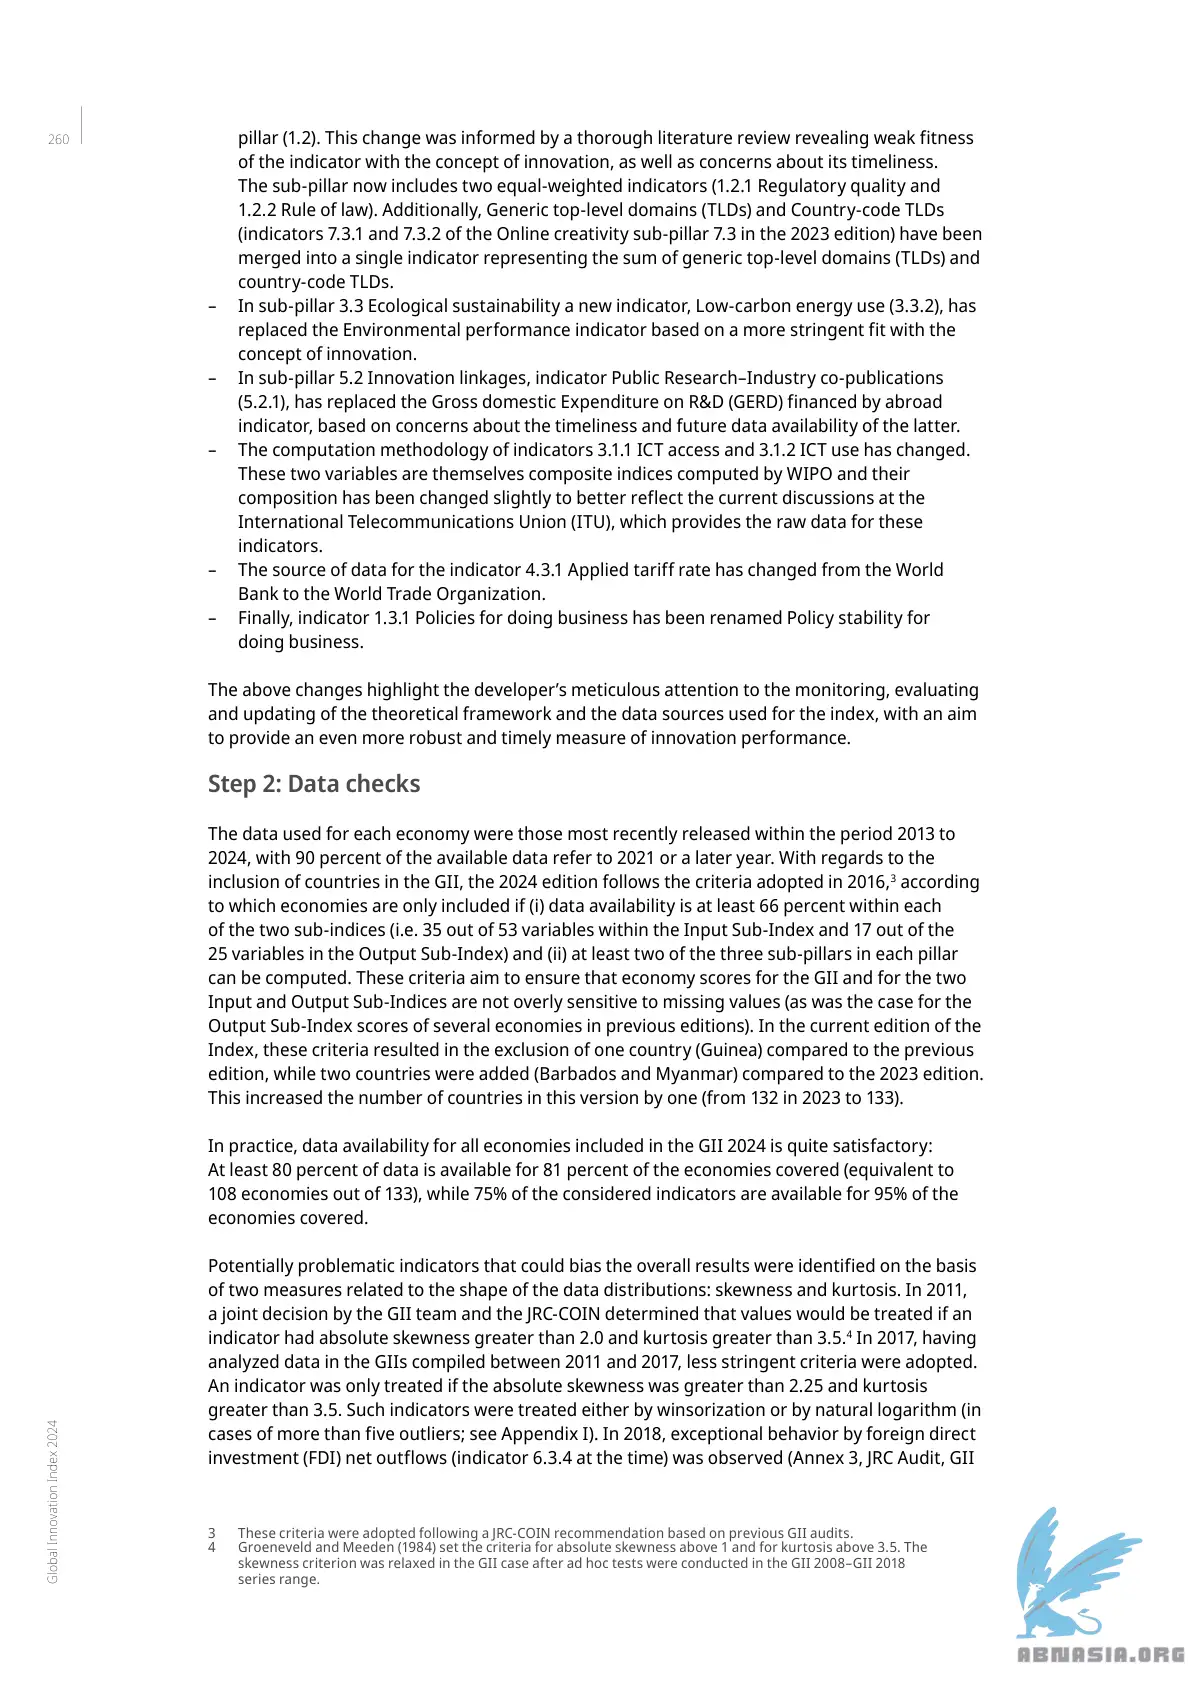 260
pillar (1.2). This change was informed by a thorough literature review revealing weak fitness
of the indicator with the concept of innovation, as well as concerns about its timeliness.
The sub-pillar now includes two equal-weighted indicators (1.2.1 Regulatory quality and
1.2.2 Rule of law). Additionally, Generic top-level domains (TLDs) and Country-code TLDs
(indicators 7.3.1 and 7.3.2 of the Online creativity sub-pillar 7.3 in the 2023 edition) have been
merged into a single indicator representing the sum of generic top-level domains (TLDs) and
country-code TLDs.
– In sub-pillar 3.3 Ecological sustainability a new indicator, Low-carbon energy use (3.3.2), has
replaced the Environmental performance indicator based on a more stringent fit with the
concept of innovation.
– In sub-pillar 5.2 Innovation linkages, indicator Public Research–Industry co-publications
(5.2.1), has replaced the Gross domestic Expenditure on R&D (GERD) financed by abroad
indicator, based on concerns about the timeliness and future data availability of the latter.
– The computation methodology of indicators 3.1.1 ICT access and 3.1.2 ICT use has changed.
These two variables are themselves composite indices computed by WIPO and their
composition has been changed slightly to better reflect the current discussions at the
International Telecommunications Union (ITU), which provides the raw data for these
indicators.
– The source of data for the indicator 4.3.1 Applied tariff rate has changed from the World
Bank to the World Trade Organization.
– Finally, indicator 1.3.1 Policies for doing business has been renamed Policy stability for
doing business.
The above changes highlight the developer’s meticulous attention to the monitoring, evaluating
and updating of the theoretical framework and the data sources used for the index, with an aim
to provide an even more robust and timely measure of innovation performance.
Step 2: Data checks
The data used for each economy were those most recently released within the period 2013 to
2024, with 90 percent of the available data refer to 2021 or a later year. With regards to the
inclusion of countries in the GII, the 2024 edition follows the criteria adopted in 2016,3 according
to which economies are only included if (i) data availability is at least 66 percent within each
of the two sub-indices (i.e. 35 out of 53 variables within the Input Sub-Index and 17 out of the
25 variables in the Output Sub-Index) and (ii) at least two of the three sub-pillars in each pillar
can be computed. These criteria aim to ensure that economy scores for the GII and for the two
Input and Output Sub-Indices are not overly sensitive to missing values (as was the case for the
Output Sub-Index scores of several economies in previous editions). In the current edition of the
Index, these criteria resulted in the exclusion of one country (Guinea) compared to the previous
edition, while two countries were added (Barbados and Myanmar) compared to the 2023 edition.
This increased the number of countries in this version by one (from 132 in 2023 to 133).
In practice, data availability for all economies included in the GII 2024 is quite satisfactory:
At least 80 percent of data is available for 81 percent of the economies covered (equivalent to
108 economies out of 133), while 75% of the considered indicators are available for 95% of the
economies covered.
Potentially problematic indicators that could bias the overall results were identified on the basis
of two measures related to the shape of the data distributions: skewness and kurtosis. In 2011,
a joint decision by the GII team and the JRC-COIN determined that values would be treated if an
indicator had absolute skewness greater than 2.0 and kurtosis greater than 3.5.4 In 2017, having
analyzed data in the GIIs compiled between 2011 and 2017, less stringent criteria were adopted.
An indicator was only treated if the absolute skewness was greater than 2.25 and kurtosis
greater than 3.5. Such indicators were treated either by winsorization or by natural logarithm (in
cases of more than five outliers; see Appendix I). In 2018, exceptional behavior by foreign direct
investment (FDI) net outflows (indicator 6.3.4 at the time) was observed (Annex 3, JRC Audit, GII
3 These criteria were adopted following a JRC-COIN recommendation based on previous GII audits.
4 Groeneveld and Meeden (1984) set the criteria for absolute skewness above 1 and for kurtosis above 3.5. The
skewness criterion was relaxed in the GII case after ad hoc tests were conducted in the GII 2008–GII 2018
series range.
Global Innovation Index 2024
ABNASIA.ORG